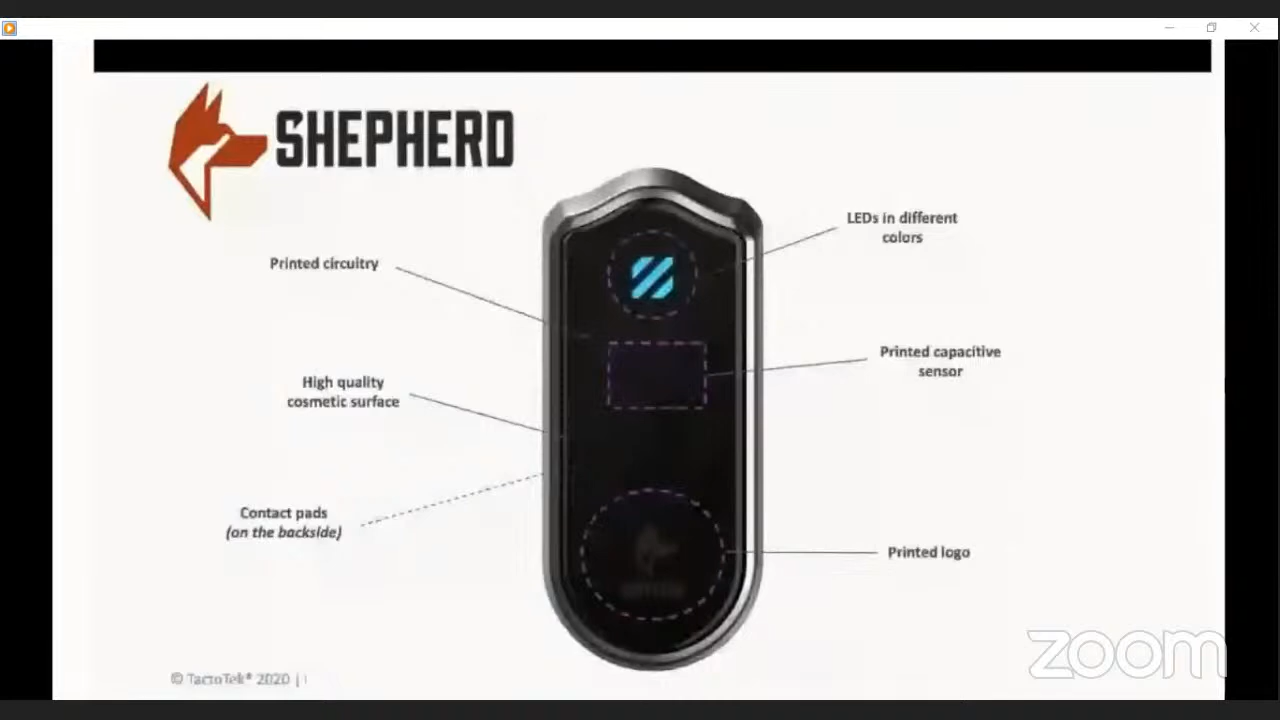 SHEPHERD
LEDs in different
colors
Printed circuitry
Printed capacitive
sensor
High quality
cosmetic surface
Contact pads
(on the backside)
Printed logo
© TactoTek® 2020 |
zoom